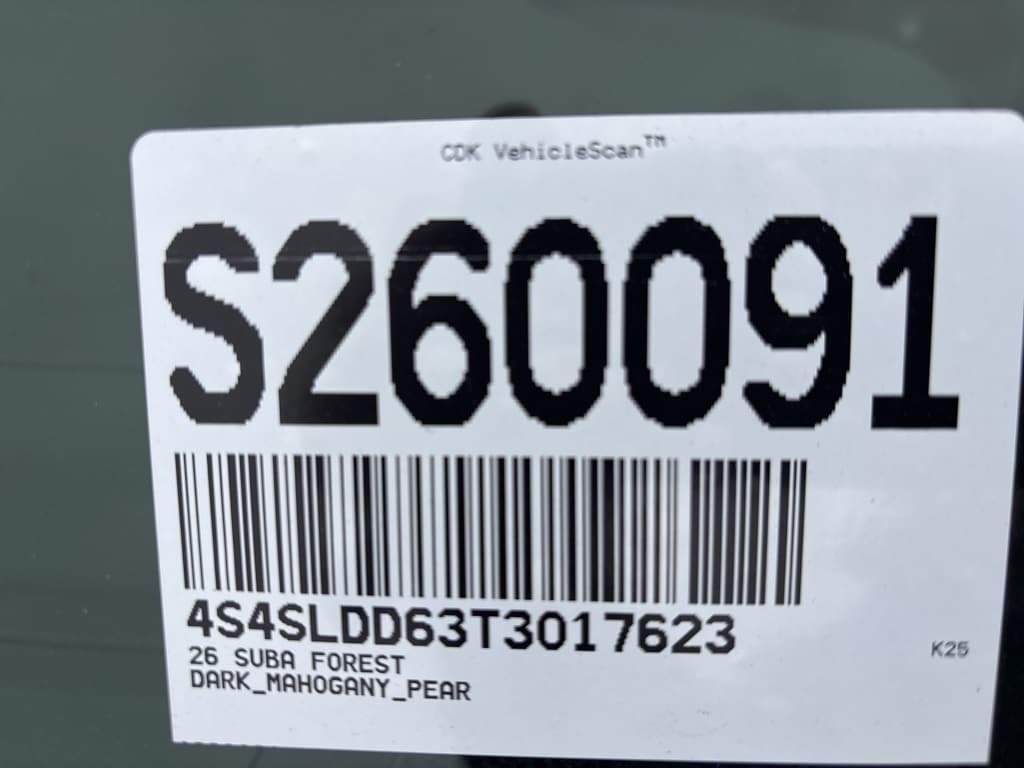 CDK VehicleScan™
S260091
4S4SLDD63T3017623
26 SUBA FOREST
DARK_MAHOGANY_PEAR
K25